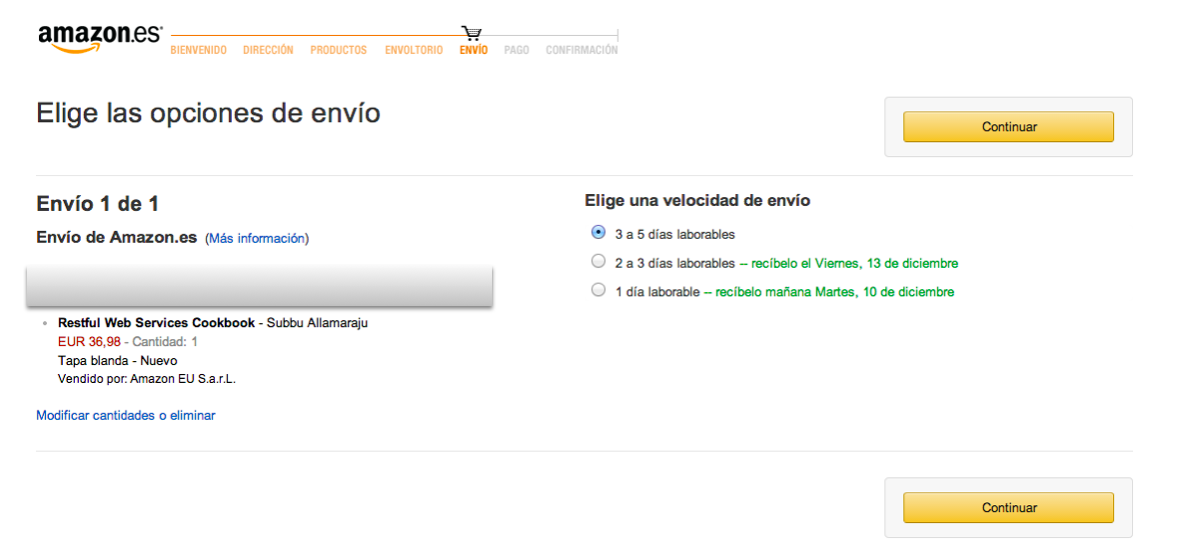 amazon.es
BIENVENIDO DIRECCIÓN PRODUCTOS ENVOLTORIO ENVÍO PAGO CONFIRMACIÓN
Elige las opciones de envío
Continuar
Envío 1 de 1
Envío de Amazon.es (Más información)
Restful Web Services Cookbook - Subbu Allamaraju
EUR 36,98 - Cantidad: 1
Tapa blanda - Nuevo
Vendido por: Amazon EU S.a.r.L.
Modificar cantidades o eliminar
Elige una velocidad de envío
3 a 5 días laborables
2 a 3 días laborables -- recíbelo el Viernes, 13 de diciembre
1 día laborable -- recíbelo mañana Martes, 10 de diciembre
Continuar